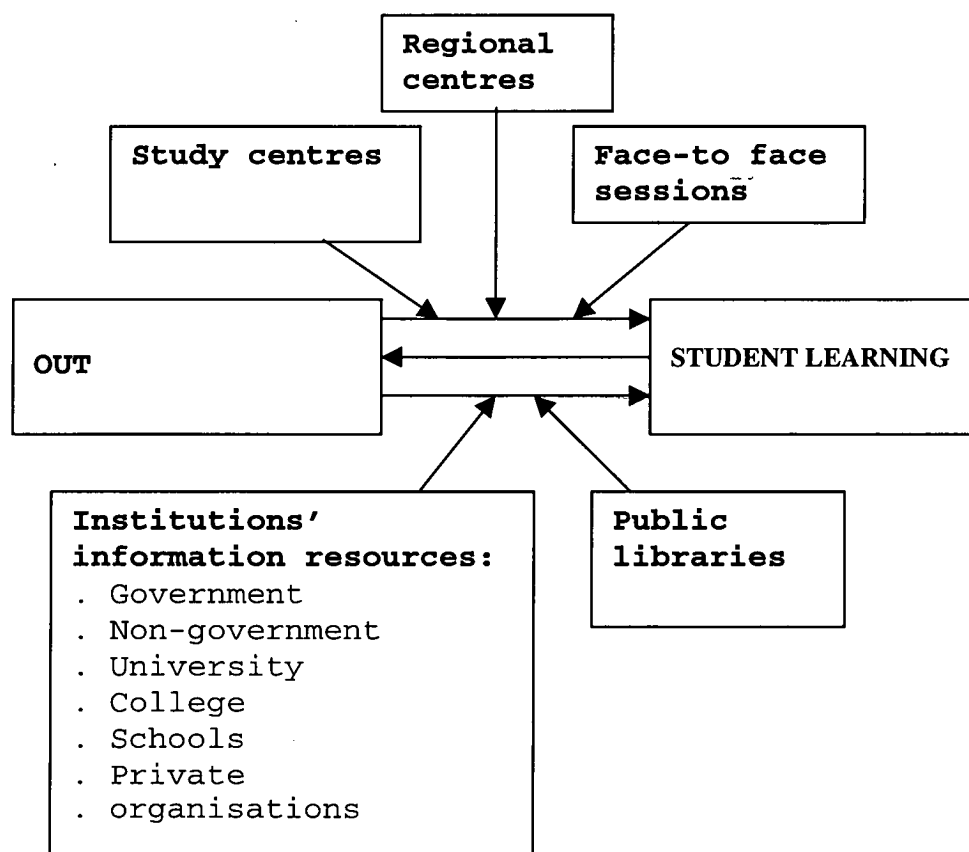 Regional
centres
Study centres
Face-to face
sessions
OUT
STUDENT LEARNING
Institutions'
information resources:
. Government
. Non-government
. University
. College
. Schools
. Private
. organisations
Public
libraries